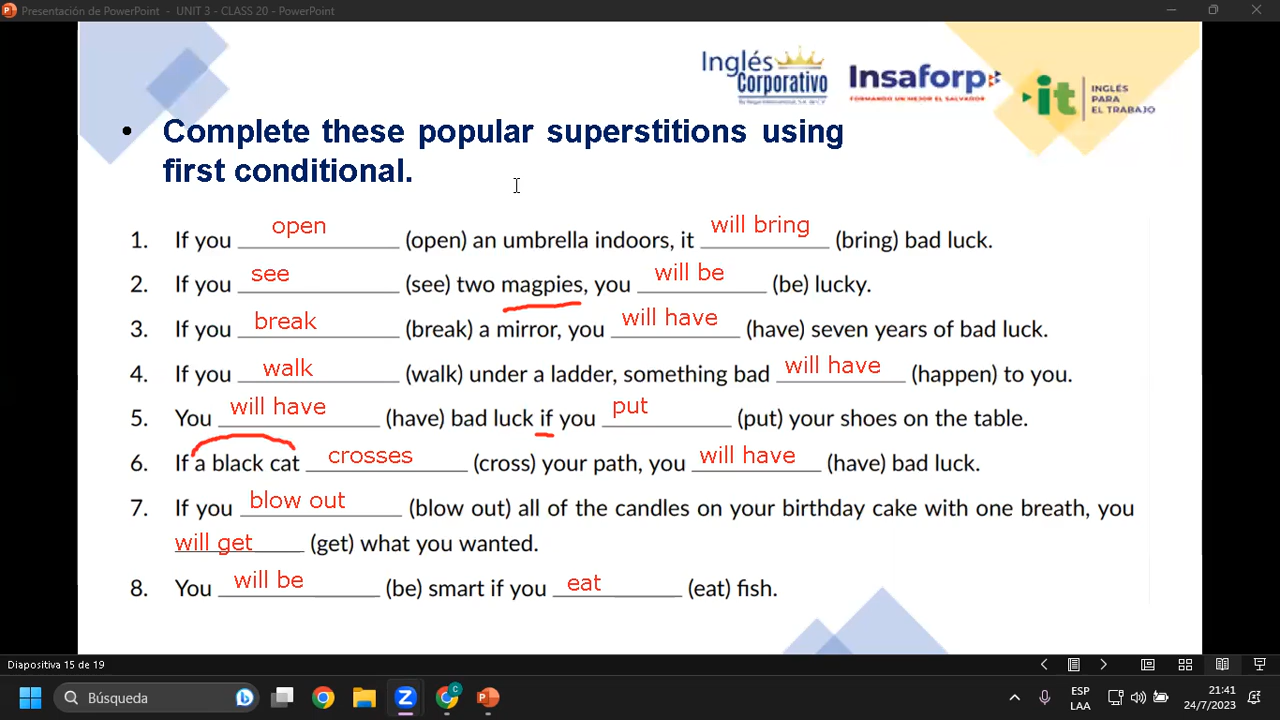 Presentación de PowerPoint - UNIT 3 - CLASS 20 - PowerPoint
Inglés Corporativo
Insaforp
FORMANDO UN MEJOR EL SALVADOR
it INGLÉS PARA EL TRABAJO
• Complete these popular superstitions using
first conditional.
1. If you open (open) an umbrella indoors, it will bring (bring) bad luck.
2. If you see (see) two magpies, you will be (be) lucky.
3. If you break (break) a mirror, you will have (have) seven years of bad luck.
4. If you walk (walk) under a ladder, something bad will have (happen) to you.
5. You will have (have) bad luck if you put (put) your shoes on the table.
6. If a black cat crosses (cross) your path, you will have (have) bad luck.
7. If you blow out (blow out) all of the candles on your birthday cake with one breath, you
will get (get) what you wanted.
8. You will be (be) smart if you eat (eat) fish.
Diapositiva 15 de 19
Búsqueda
ESP
LAA
21:41
24/7/2023